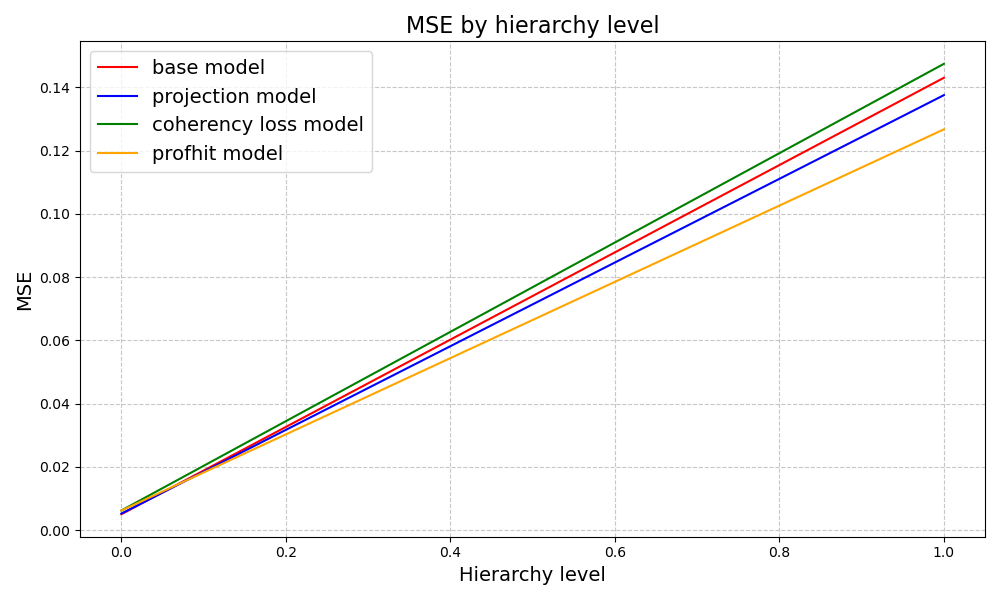 MSE by hierarchy level
base model
projection model
coherency loss model
profhit model
MSE
0.14
0.12
0.10
0.08
0.06
0.04
0.02
0.00
0.0 0.2 0.4 0.6 0.8 1.0
Hierarchy level